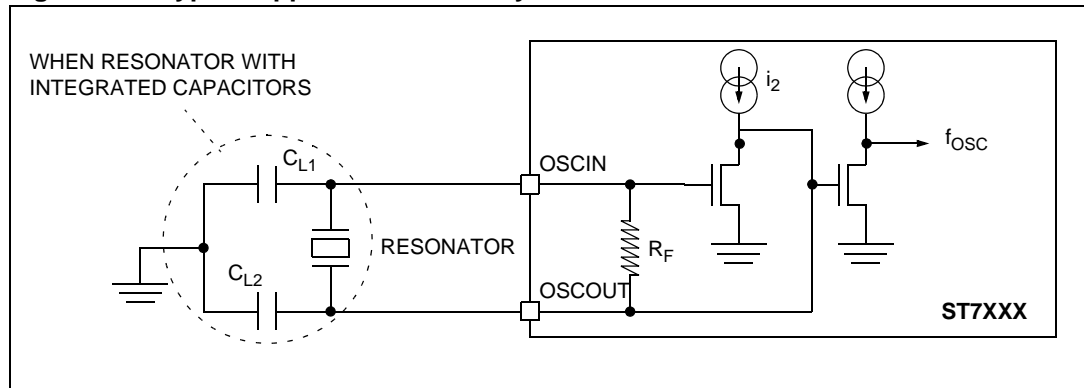 WHEN RESONATOR WITH
INTEGRATED CAPACITORS
i2
fOSC
CL1
OSCIN
RESONATOR
RF
CL2
OSCOUT
ST7XXX